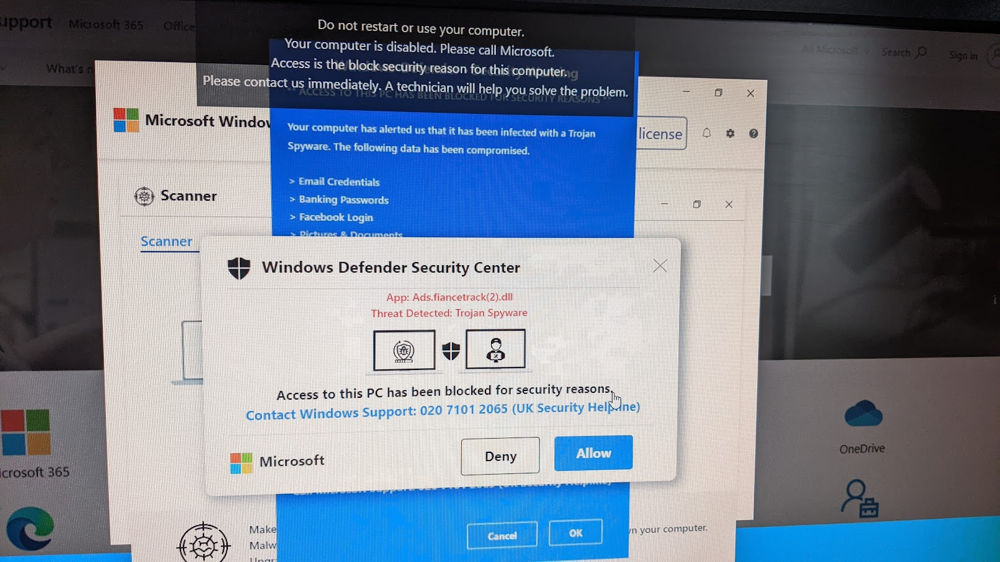 upport Microsoft 365 Office
All Microsoft Search Sign in
What's n
Do not restart or use your computer.
Your computer is disabled. Please call Microsoft.
Access is the block security reason for this computer.
Please contact us immediately. A technician will help you solve the problem.
** ACCESS TO THIS PC HAS BEEN BLOCKED FOR SECURITY REASONS **
Microsoft Window
license
Your computer has alerted us that it has been infected with a Trojan
Spyware. The following data has been compromised.
> Email Credentials
> Banking Passwords
> Facebook Login
> Pictures & Documents
Scanner
Scanner
Windows Defender Security Center
App: Ads.fiancetrack(2).dll
Threat Detected: Trojan Spyware
Access to this PC has been blocked for security reasons.
Contact Windows Support: 020 7101 2065 (UK Security Helpline)
Microsoft
Deny
Allow
icrosoft 365
OneDrive
Cancel
OK
Make
Malw
Upgr
n your computer.